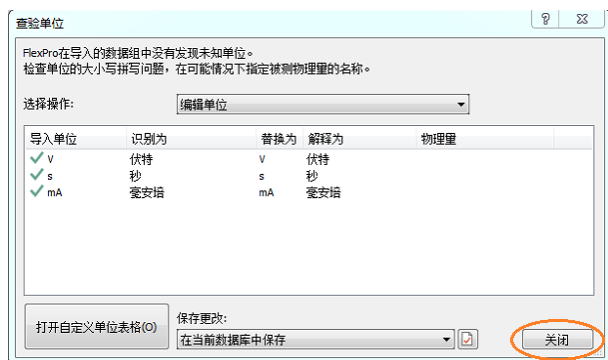 查验单位
FlexPro在导入的数据组中没有发现未知单位。
检查单位的大小写拼写问题，在可能情况下指定被测物理量的名称。
选择操作: 编辑单位
导入单位 识别为 替换为 解释为 物理量
V 伏特 V 伏特
s 秒 s 秒
mA 毫安培 mA 毫安培
保存更改:
打开自定义单位表格(O) 在当前数据库中保存 关闭